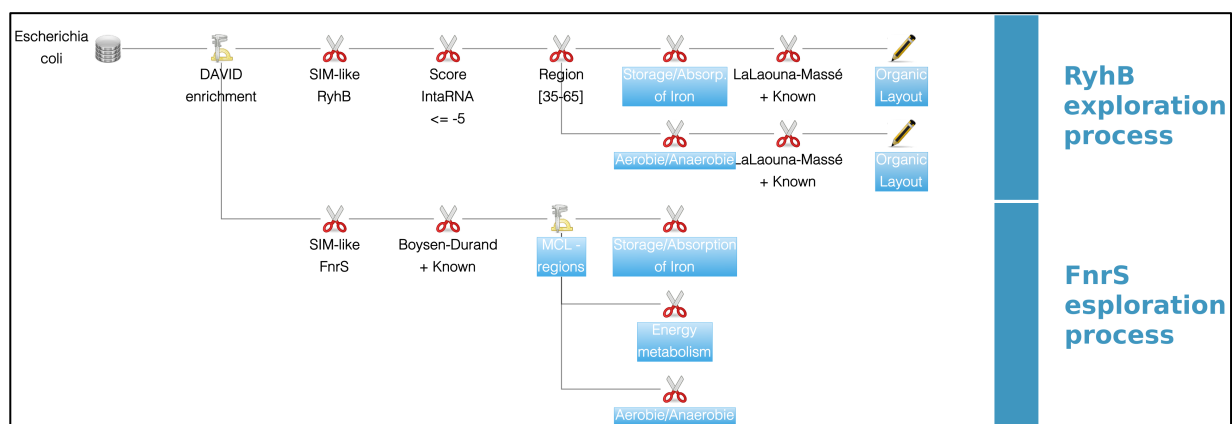 Escherichia
coli
DAVID
enrichment
SIM-like
RyhB
Score
IntaRNA
<= -5
Region
[35-65]
Storage/Absorp.
of Iron
LaLaouna-Massé
+ Known
Organic
Layout
RyhB
exploration
process
Aerobie/Anaerobie
LaLaouna-Massé
+ Known
Organic
Layout
SIM-like
FnrS
Boysen-Durand
+ Known
MCL -
regions
Storage/Absorption
of Iron
FnrS
esploration
process
Energy
metabolism
Aerobie/Anaerobie